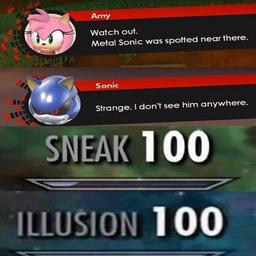 Amy
Watch out.
Metal Sonic was spotted near there.
Sonic
Strange. I don't see him anywhere.
SNEAK 100
ILLUSION 100